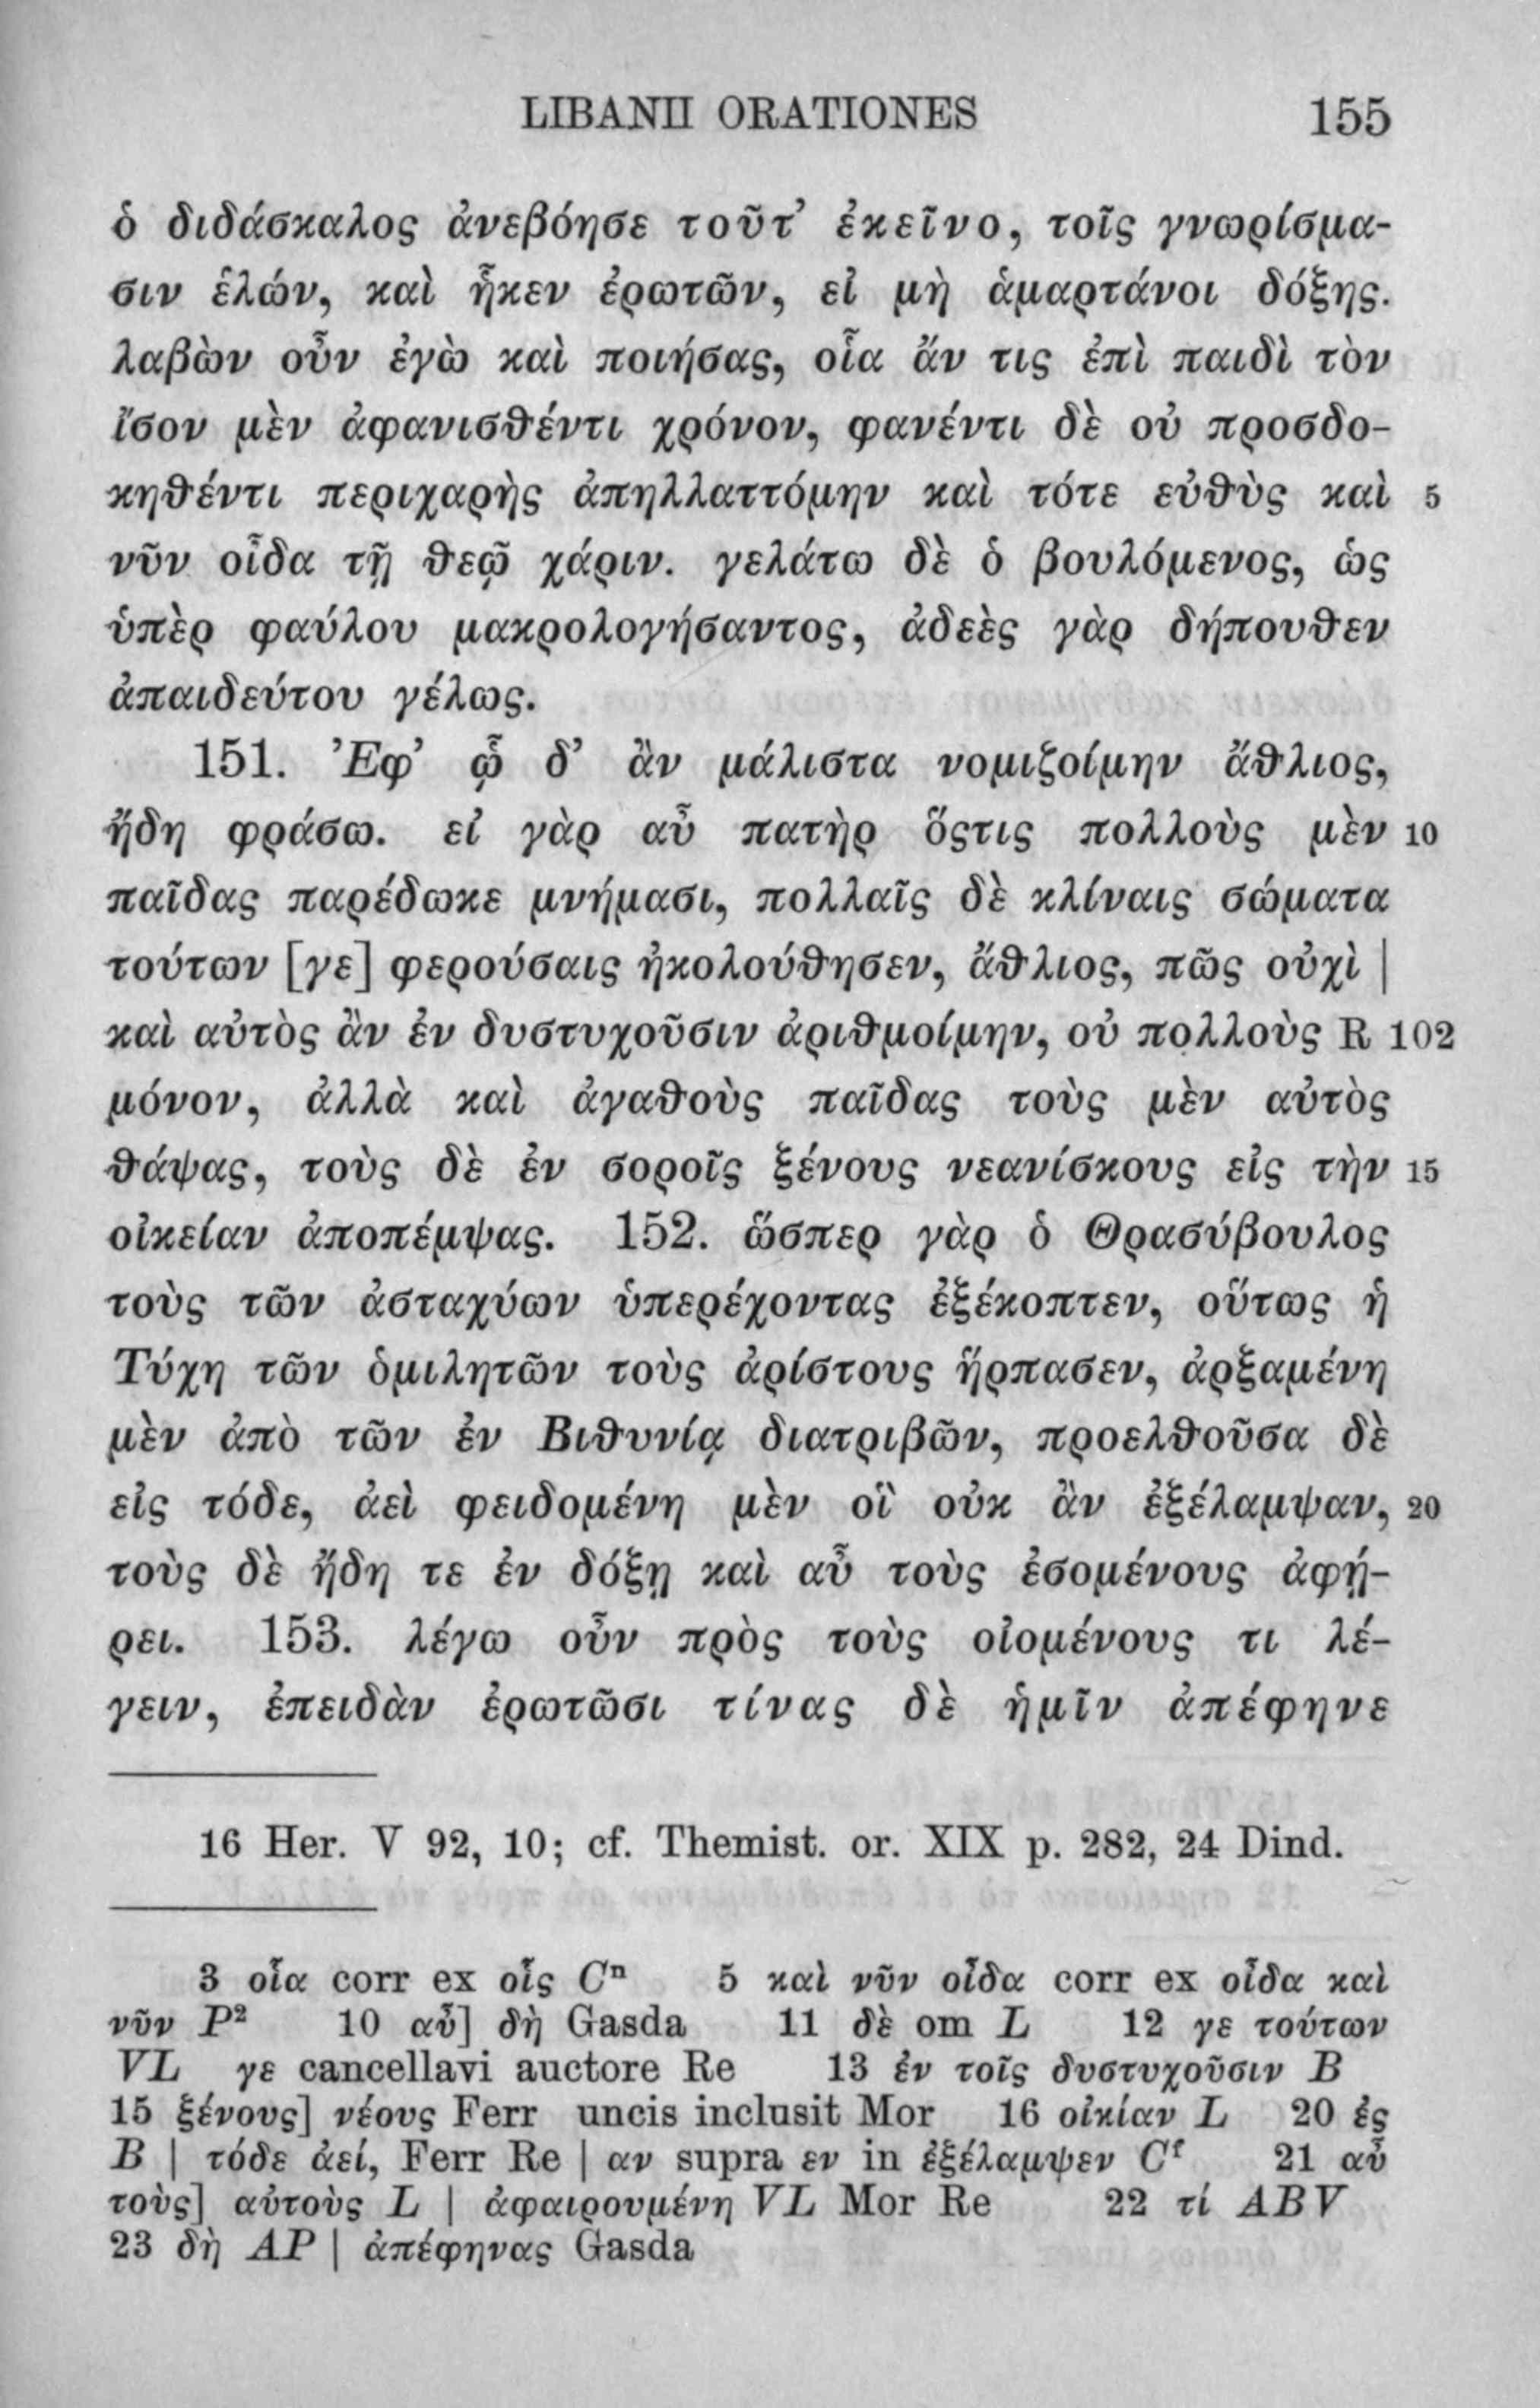 LIBANII ORATIONES 155
ὁ διδάσκαλος ἀνεβόησε τοῦτ’ ἐκεῖνο, τοῖς γνωρίσμα-
σιν ἑλών, καὶ ἧκεν ἐρωτῶν, εἰ μὴ ἁμαρτάνοι δόξης.
λαβὼν οὖν ἐγὼ καὶ ποιήσας, οἷα ἄν τις ἐπὶ παιδὶ τὸν
ἴσον μὲν ἀφανισθέντι χρόνον, φανέντι δὲ οὐ προσδο-
κηθέντι περιχαρὴς ἀπηλλαττόμην καὶ τότε εὐθὺς καὶ 5
νῦν οἶδα τῇ θεῷ χάριν. γελάτω δὲ ὁ βουλόμενος, ὡς
ὑπὲρ φαύλου μακρολογήσαντος, ἀδεὲς γὰρ δήπουθεν
ἀπαιδεύτου γέλως.
151. Ἐφ’ ᾧ δ’ ἂν μάλιστα νομιζοίμην ἄθλιος,
ἤδη φράσω. εἰ γὰρ αὖ πατὴρ ὅςτις πολλοὺς μὲν 10
παῖδας παρέδωκε μνήμασι, πολλαῖς δὲ κλίναις σώματα
τούτων [γε] φερούσαις ἠκολούθησεν, ἄθλιος, πῶς οὐχὶ |
καὶ αὐτὸς ἂν ἐν δυστυχοῦσιν ἀριθμοίμην, οὐ πολλοὺς R 102
μόνον, ἀλλὰ καὶ ἀγαθοὺς παῖδας τοὺς μὲν αὐτὸς
θάψας, τοὺς δὲ ἐν σοροῖς ξένους νεανίσκους εἰς τὴν 15
οἰκείαν ἀποπέμψας. 152. ὥσπερ γὰρ ὁ Θρασύβουλος
τοὺς τῶν ἀσταχύων ὑπερέχοντας ἐξέκοπτεν, οὕτως ἡ
Τύχη τῶν ὁμιλητῶν τοὺς ἀρίστους ἥρπασεν, ἀρξαμένη
μὲν ἀπὸ τῶν ἐν Βιθυνίᾳ διατριβῶν, προελθοῦσα δὲ
εἰς τόδε, ἀεὶ φειδομένη μὲν οἳ οὐκ ἂν ἐξέλαμψαν, 20
τοὺς δὲ ἤδη τε ἐν δόξῃ καὶ αὖ τοὺς ἐσομένους ἀφῄ-
ρει. 153. λέγω οὖν πρὸς τοὺς οἰομένους τι λέ-
γειν, ἐπειδὰν ἐρωτῶσι τίνας δὲ ἡμῖν ἀπέφηνε
16 Her. V 92, 10; cf. Themist. or. XIX p. 282, 24 Dind.
3 οἷα corr ex οἷς Cⁿ 5 καὶ νῦν οἶδα corr ex οἶδα καὶ
νῦν P² 10 αὖ] δὴ Gasda 11 δὲ om L 12 γε τούτων
VL γε cancellavi auctore Re 13 ἐν τοῖς δυστυχοῦσιν B
15 ξένους] νέους Ferr uncis inclusit Mor 16 οἰκίαν L 20 ἐς
B | τόδε ἀεί, Ferr Re | αν supra εν in ἐξέλαμψεν Cᶠ 21 αὖ
τοὺς] αὐτοὺς L | ἀφαιρουμένη VL Mor Re 22 τί ABV
23 δὴ AP | ἀπέφηνας Gasda